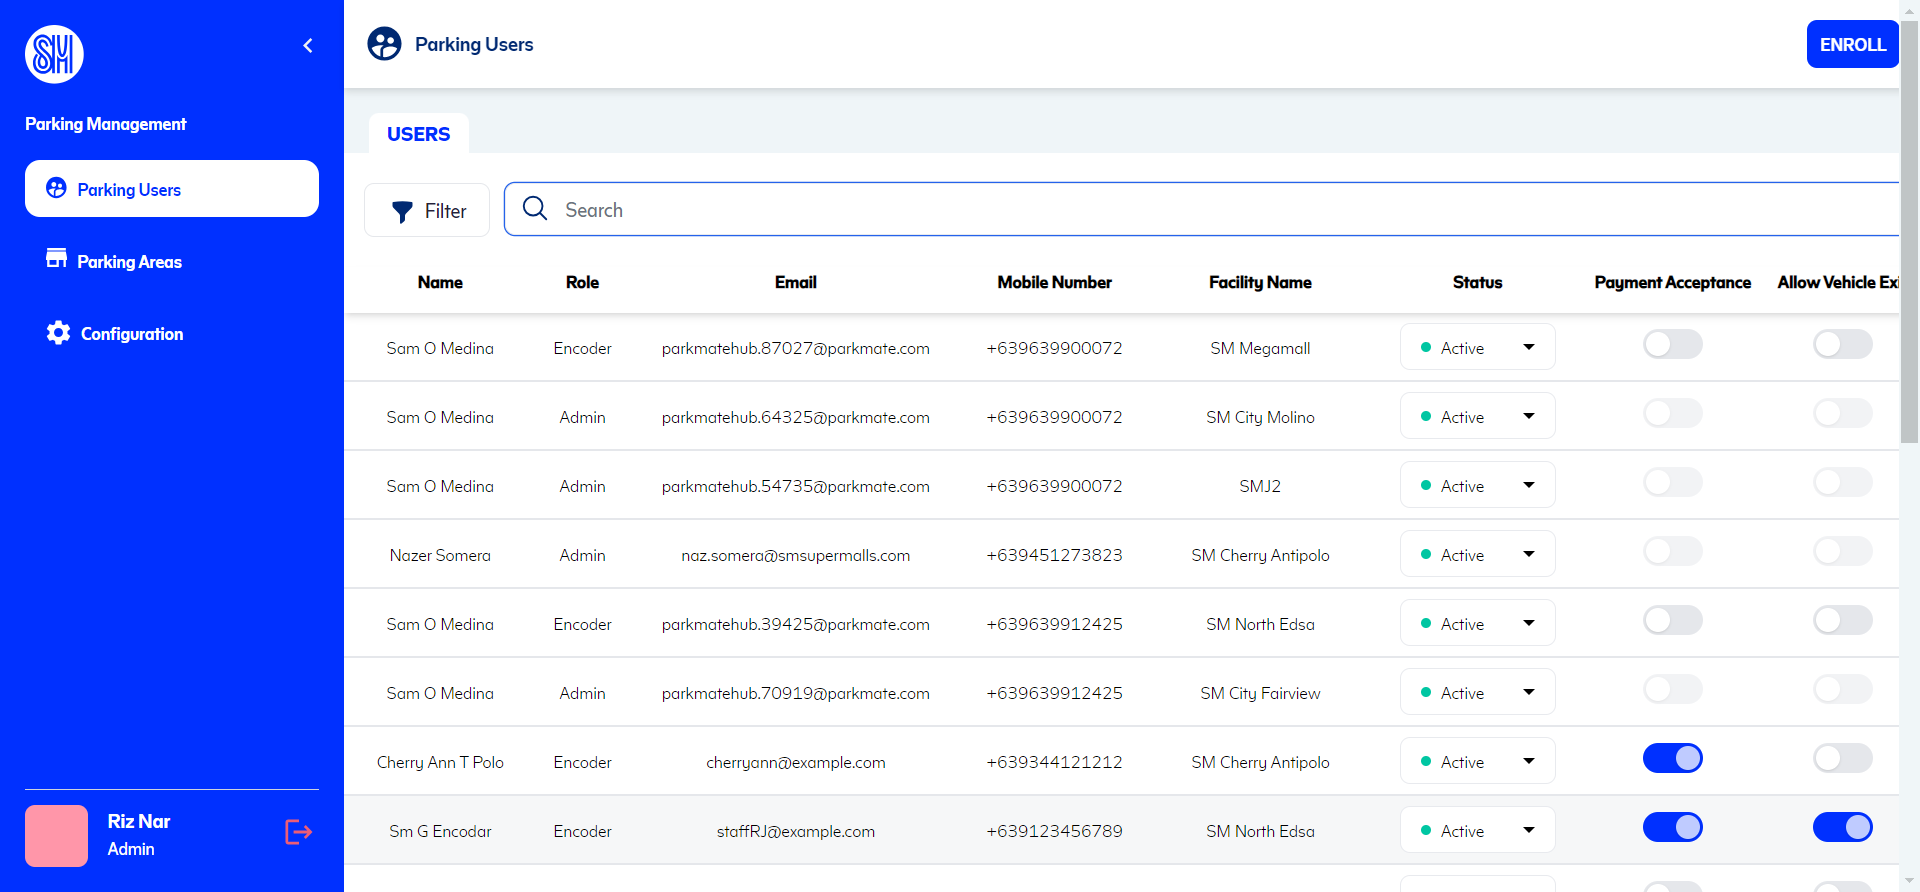 SM
Parking Management
Parking Users
Parking Areas
Configuration
Riz Nar
Admin
Parking Users
ENROLL
USERS
Filter
Search
Name Role Email Mobile Number Facility Name Status Payment Acceptance Allow Vehicle Exi
Sam O Medina Encoder parkmatehub.87027@parkmate.com +639639900072 SM Megamall Active
Sam O Medina Admin parkmatehub.64325@parkmate.com +639639900072 SM City Molino Active
Sam O Medina Admin parkmatehub.54735@parkmate.com +639639900072 SMJ2 Active
Nazer Somera Admin naz.somera@smsupermalls.com +639451273823 SM Cherry Antipolo Active
Sam O Medina Encoder parkmatehub.39425@parkmate.com +639639912425 SM North Edsa Active
Sam O Medina Admin parkmatehub.70919@parkmate.com +639639912425 SM City Fairview Active
Cherry Ann T Polo Encoder cherryann@example.com +639344121212 SM Cherry Antipolo Active
Sm G Encodar Encoder staffRJ@example.com +639123456789 SM North Edsa Active